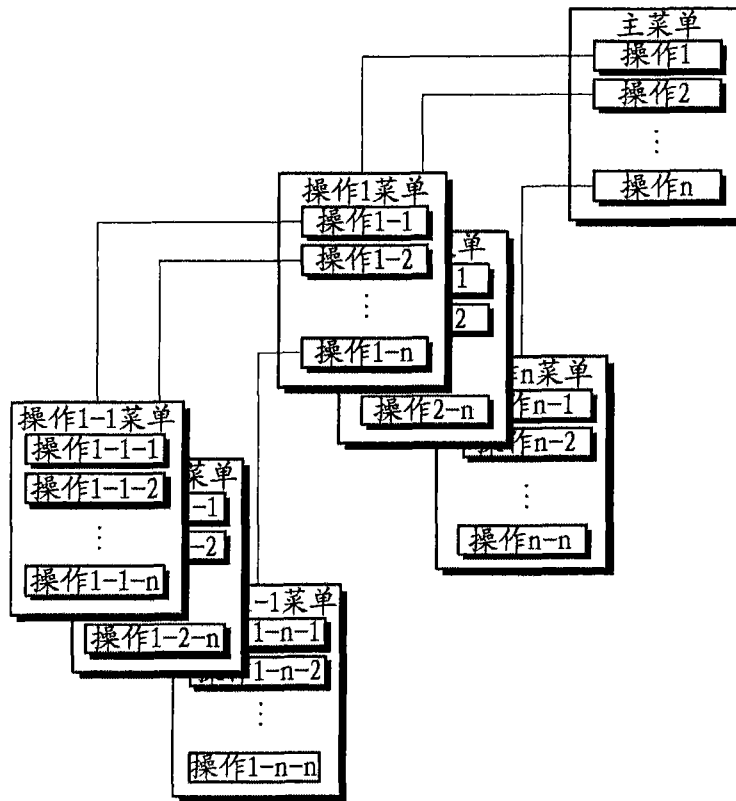 主菜单
操作1
操作2
⋮
操作n
操作1菜单
操作1-1
操作1-2
⋮
操作1-n
单
1
2
操作2-n
n菜单
作n-1
作n-2
⋮
操作n-n
操作1-1菜单
操作1-1-1
操作1-1-2
⋮
操作1-1-n
菜单
-1
-2
操作1-2-n
-1菜单
1-n-1
1-n-2
⋮
操作1-n-n